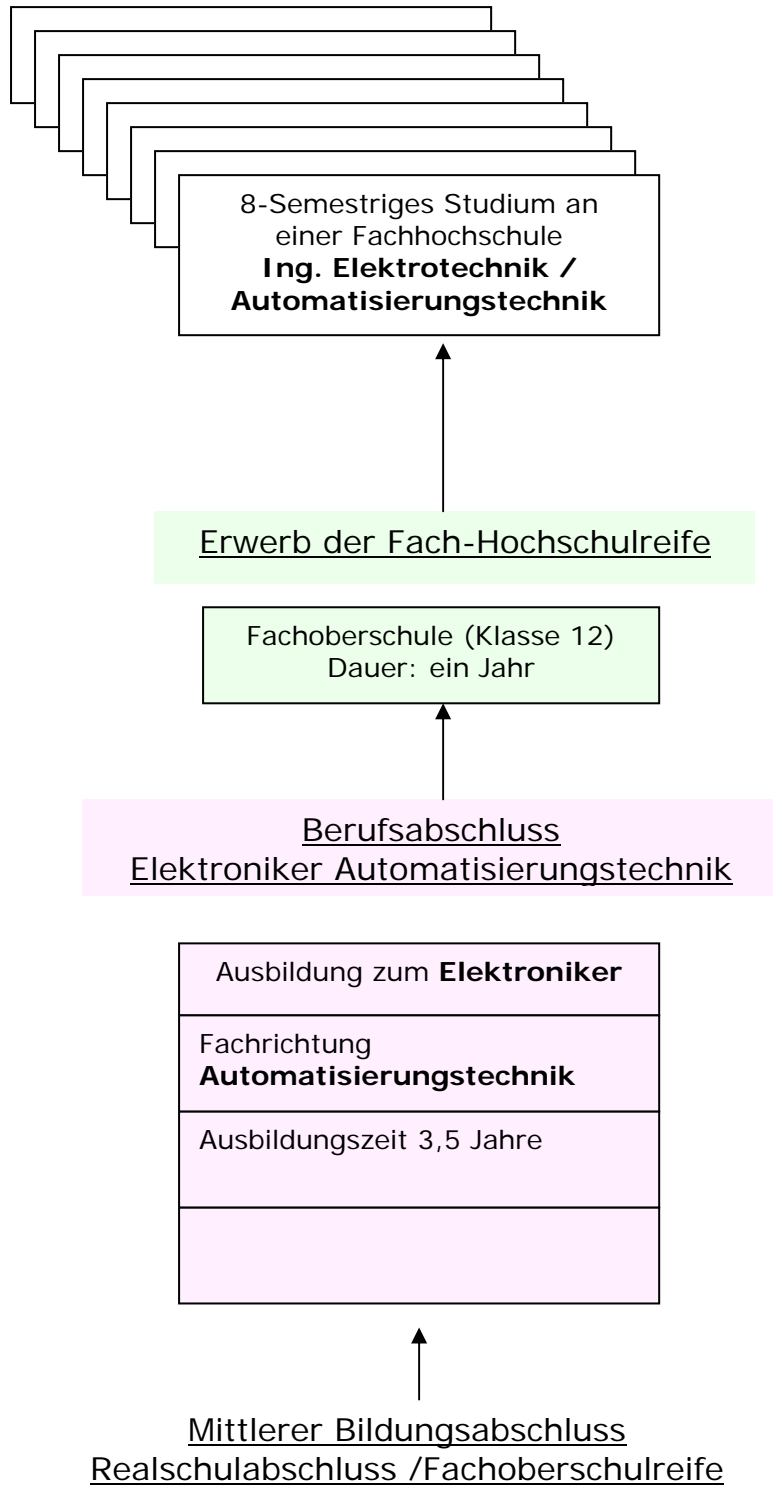 8-Semestriges Studium an
einer Fachhochschule
Ing. Elektrotechnik /
Automatisierungstechnik
Erwerb der Fach-Hochschulreife
Fachoberschule (Klasse 12)
Dauer: ein Jahr
Berufsabschluss
Elektroniker Automatisierungstechnik
Ausbildung zum Elektroniker
Fachrichtung
Automatisierungstechnik
Ausbildungszeit 3,5 Jahre
Mittlerer Bildungsabschluss
Realschulabschluss /Fachoberschulreife